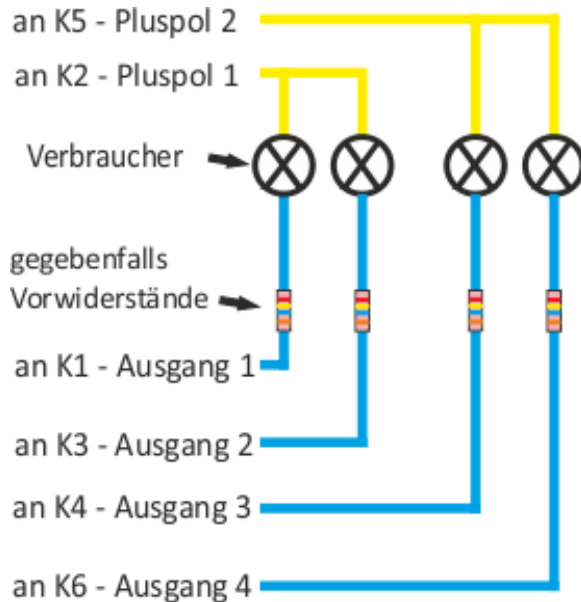 an K5 - Pluspol 2
an K2 - Pluspol 1
Verbraucher
gegebenfalls
Vorwiderstände
an K1 - Ausgang 1
an K3 - Ausgang 2
an K4 - Ausgang 3
an K6 - Ausgang 4